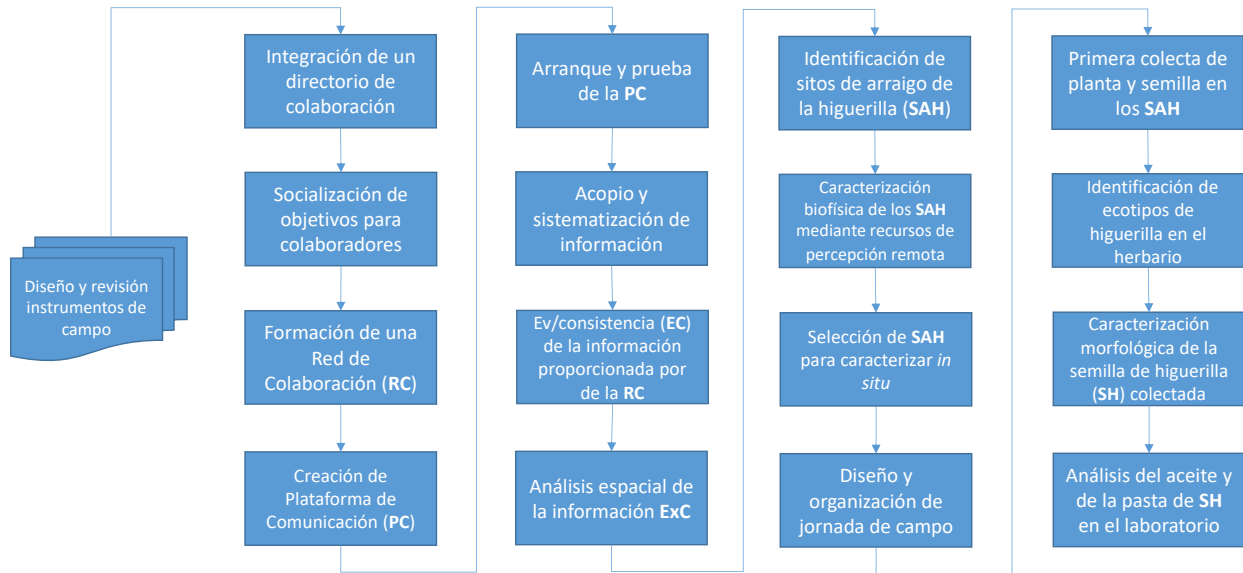 Diseño y revisión
instrumentos de
campo
Integración de un
directorio de
colaboración
Socialización de
objetivos para
colaboradores
Formación de una
Red de
Colaboración (RC)
Creación de
Plataforma de
Comunicación (PC)
Arranque y prueba
de la PC
Acopio y
sistematización de
información
Ev/consistencia (EC)
de la información
proporcionada por
de la RC
Análisis espacial de
la información ExC
Identificación de
sitos de arraigo de
la higuerilla (SAH)
Caracterización
biofísica de los SAH
mediante recursos de
percepción remota
Selección de SAH
para caracterizar in
situ
Diseño y
organización de
jornada de campo
Primera colecta de
planta y semilla en
los SAH
Identificación de
ecotipos de
higuerilla en el
herbario
Caracterización
morfológica de la
semilla de higuerilla
(SH) colectada
Análisis del aceite y
de la pasta de SH
en el laboratorio